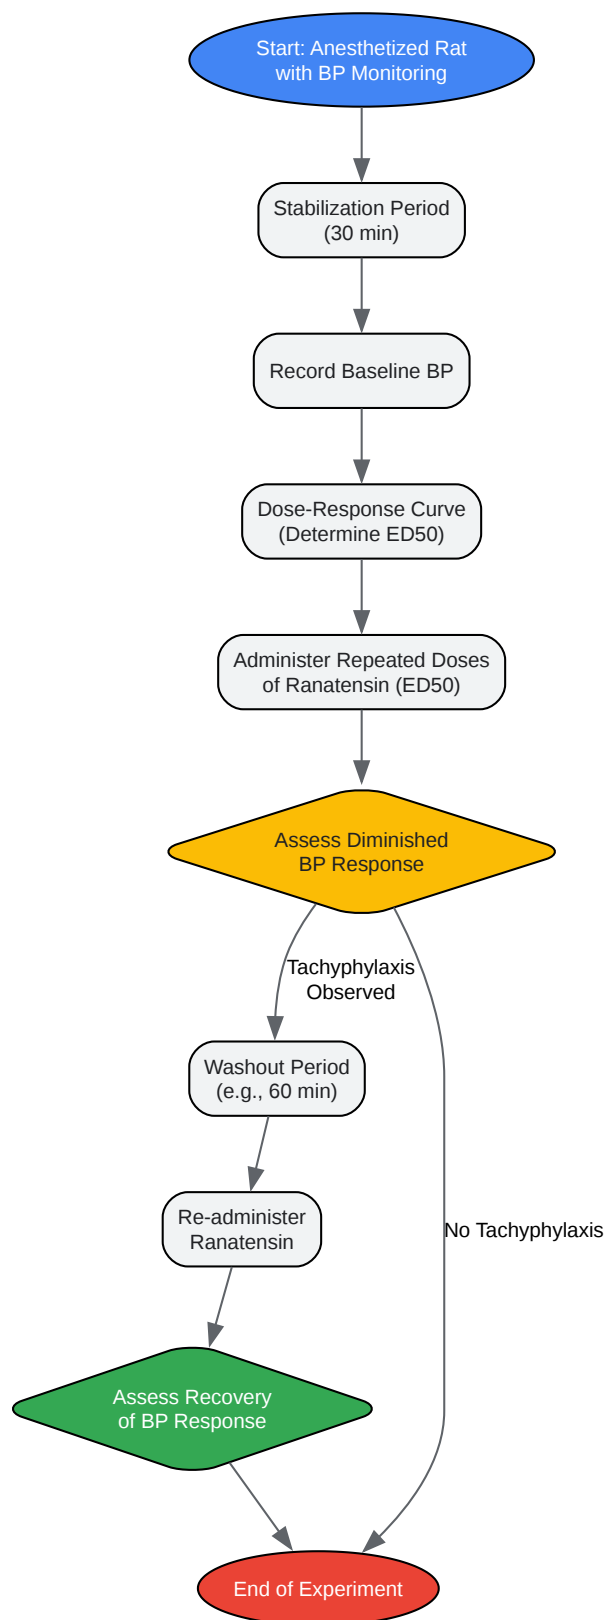 Start: Anesthetized Rat
with BP Monitoring
Stabilization Period
(30 min)
Record Baseline BP
Dose-Response Curve
(Determine ED50)
Administer Repeated Doses
of Ranatensin (ED50)
Assess Diminished
BP Response
Tachyphylaxis
Observed
Washout Period
(e.g., 60 min)
Re-administer
Ranatensin
No Tachyphylaxis
Assess Recovery
of BP Response
End of Experiment